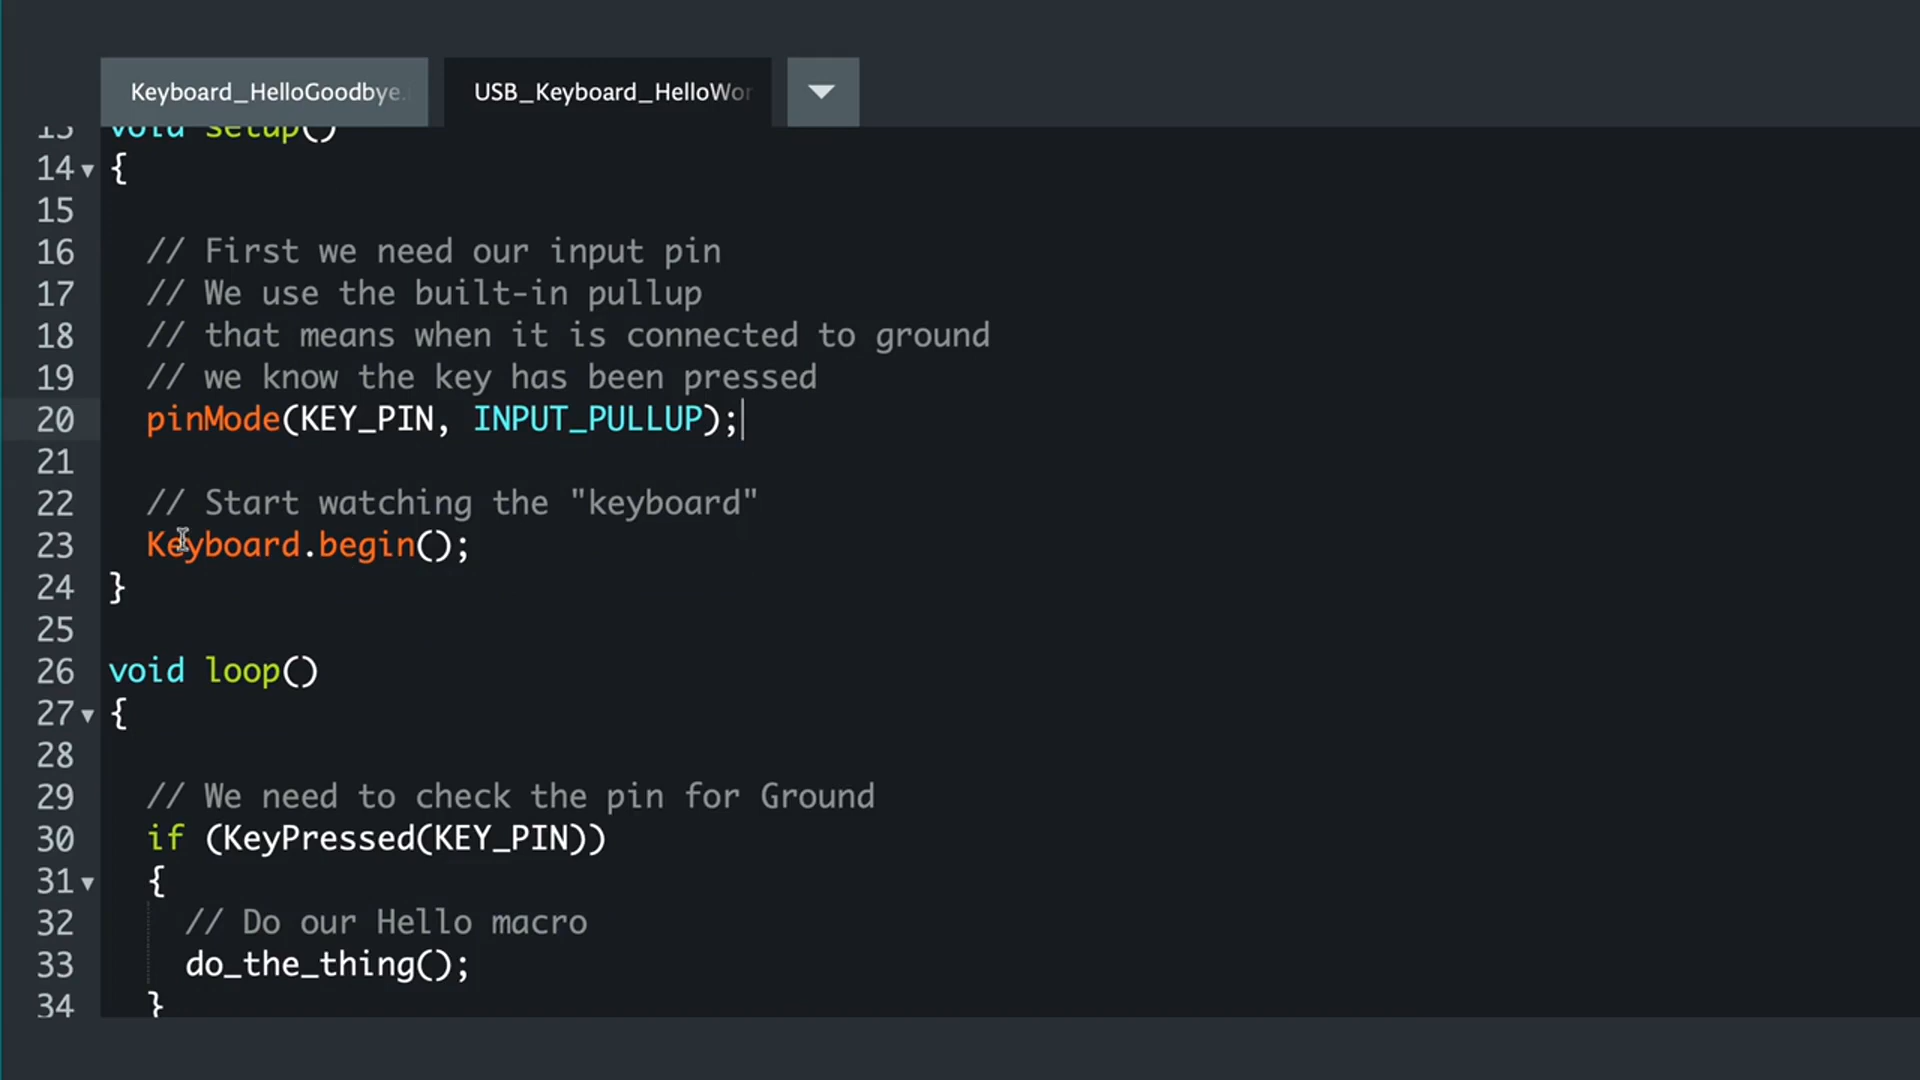 Keyboard_HelloGoodbye.
USB_Keyboard_HelloWor
13 void setup()
14 {
15
16 // First we need our input pin
17 // We use the built-in pullup
18 // that means when it is connected to ground
19 // we know the key has been pressed
20 pinMode(KEY_PIN, INPUT_PULLUP);
21
22 // Start watching the "keyboard"
23 Keyboard.begin();
24 }
25
26 void loop()
27 {
28
29 // We need to check the pin for Ground
30 if (KeyPressed(KEY_PIN))
31 {
32 // Do our Hello macro
33 do_the_thing();
34 }